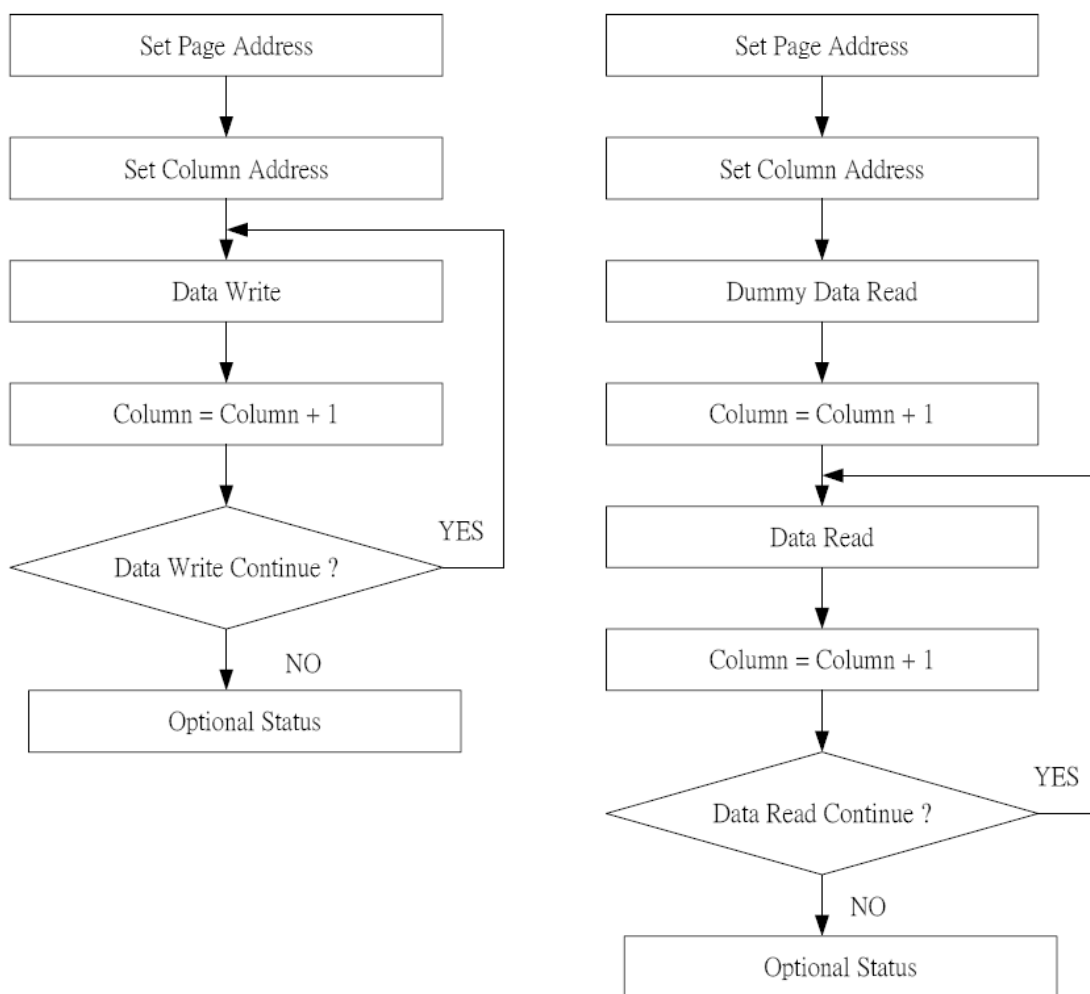 Set Page Address
Set Column Address
Data Write
Column = Column + 1
Data Write Continue ?
YES
NO
Optional Status
Set Page Address
Set Column Address
Dummy Data Read
Column = Column + 1
Data Read
Column = Column + 1
Data Read Continue ?
YES
NO
Optional Status